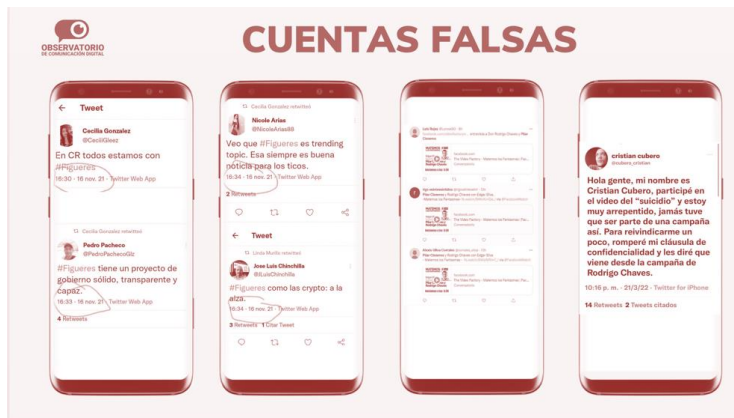 OBSERVATORIO
DE COMUNICACIÓN DIGITAL
CUENTAS FALSAS
Tweet
Cecilia Gonzalez
@CeciliGleez
En CR todos estamos con
#Figueres
16:30 · 16 nov. 21 · Twitter Web App
Cecilia Gonzalez retwitted
Pedro Pacheco
@PedroPachecoGlz
#Figueres tiene un proyecto de
gobierno sólido, transparente y
capaz.
16:33 · 16 nov. 21 · Twitter Web App
4 Retweets
Cecilia Gonzalez retwitted
Nicole Arias
@NicoleArias89
Veo que #Figueres es trending
topic. Esa siempre es buena
noticia para los ticos.
16:34 · 16 nov. 21 · Twitter Web App
2 Retweets
Tweet
Linda Murillo retwitted
Jose Luis Chinchilla
#Figueres como las crypto: a la
alza.
16:34 · 16 nov. 21 · Twitter Web App
3 Retweets 1 Citar Tweet
cristian cubero
@cubero_cristian
Hola gente, mi nombre es
Cristian Cubero, participé en
el video del “suicidio” y estoy
muy arrepentido, jamás tuve
que ser parte de una campaña
así. Para reivindicarme un
poco, romperé mi cláusula de
confidencialidad y les diré que
viene desde la campaña de
Rodrigo Chaves.
10:16 p. m. · 21/3/22 · Twitter for iPhone
14 Retweets 2 Tweets citados